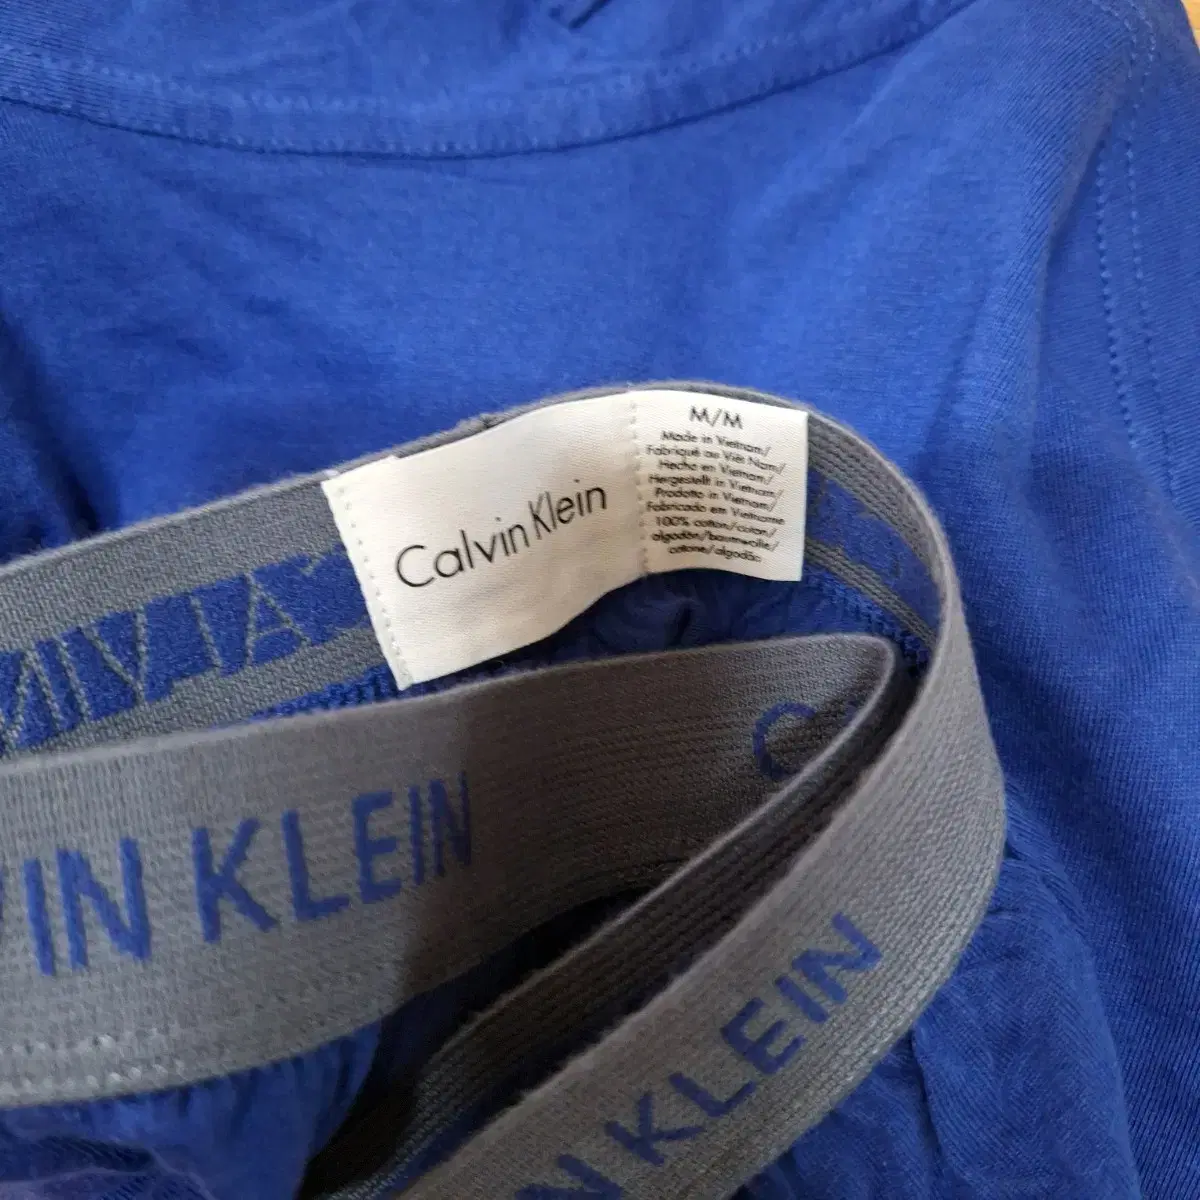 Calvin Klein
M/M
Made in Vietnam/
Fabriqué au Viêt Nam/
Hecho en Vietnam/
Hergestellt in Vietnam/
Prodotto in Vietnam/
Fabricado em Vietname
100% cotton/coton/
algodón/baumwolle/
cotone/algodão
VIN KLEIN
C
N KLEIN